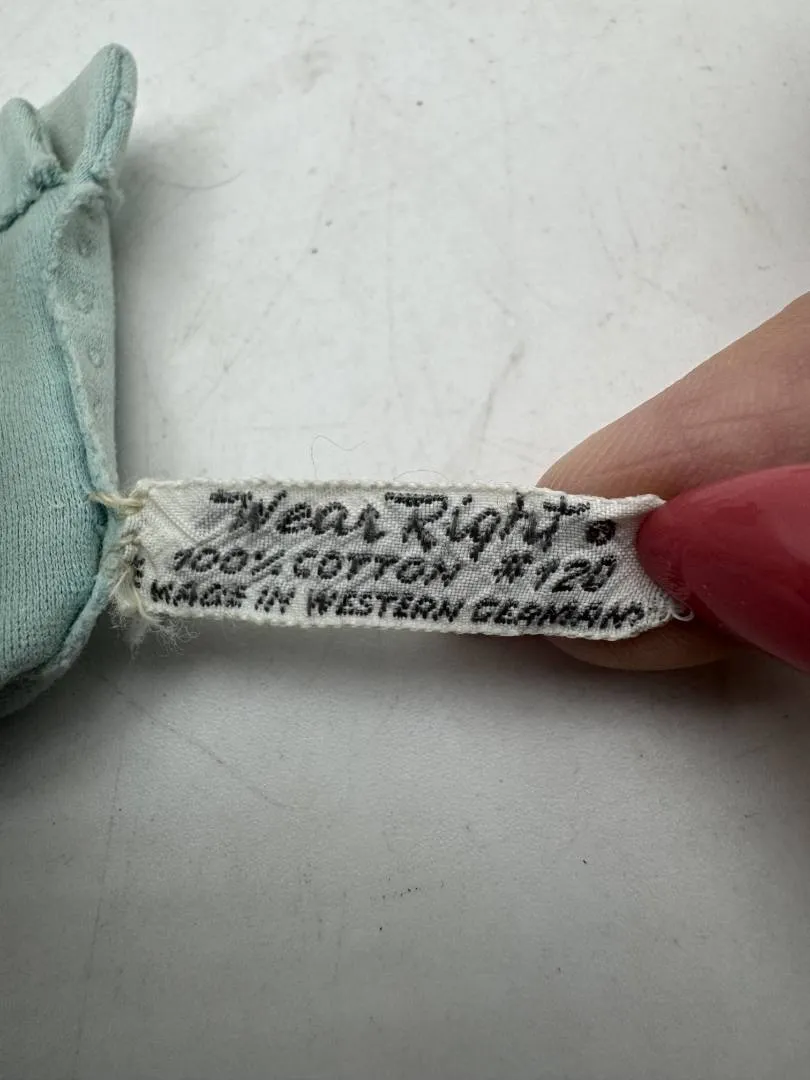 Wear Right ®
100% COTTON #120
MADE IN WESTERN GERMANY